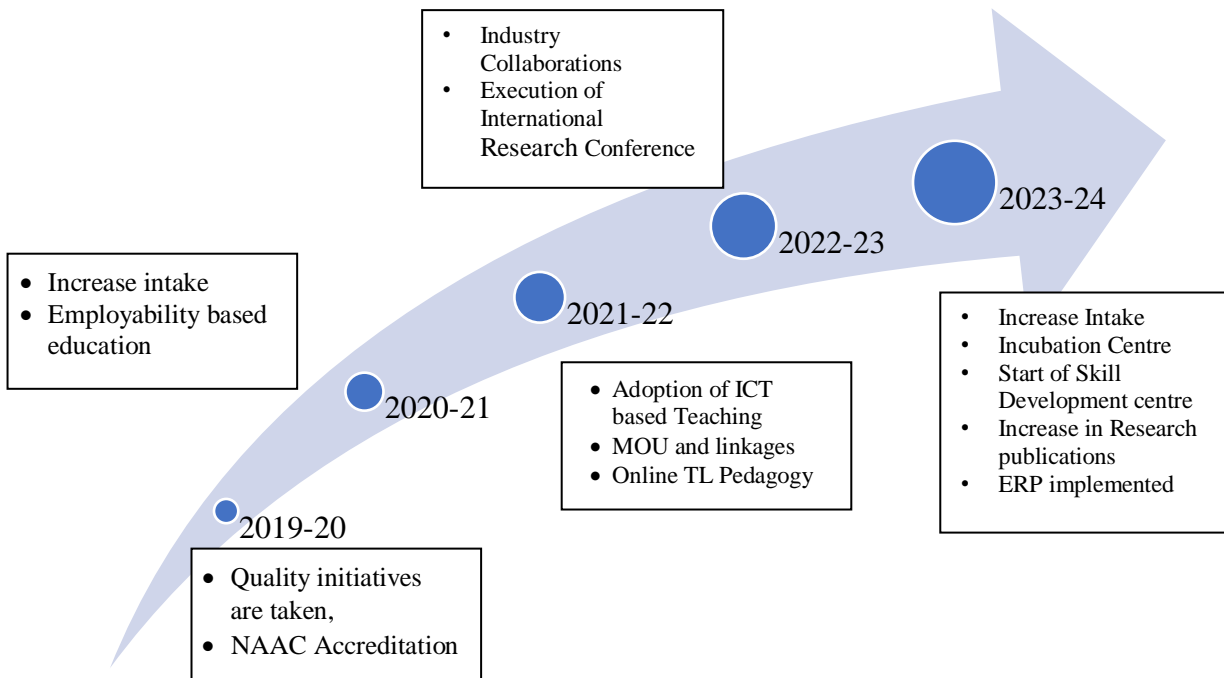 • Industry
Collaborations
• Execution of
International
Research Conference
2023-24
2022-23
• Increase intake
• Employability based
education
2021-22
• Increase Intake
• Incubation Centre
• Start of Skill
Development centre
• Increase in Research
publications
• ERP implemented
2020-21
• Adoption of ICT
based Teaching
• MOU and linkages
• Online TL Pedagogy
2019-20
• Quality initiatives
are taken,
• NAAC Accreditation